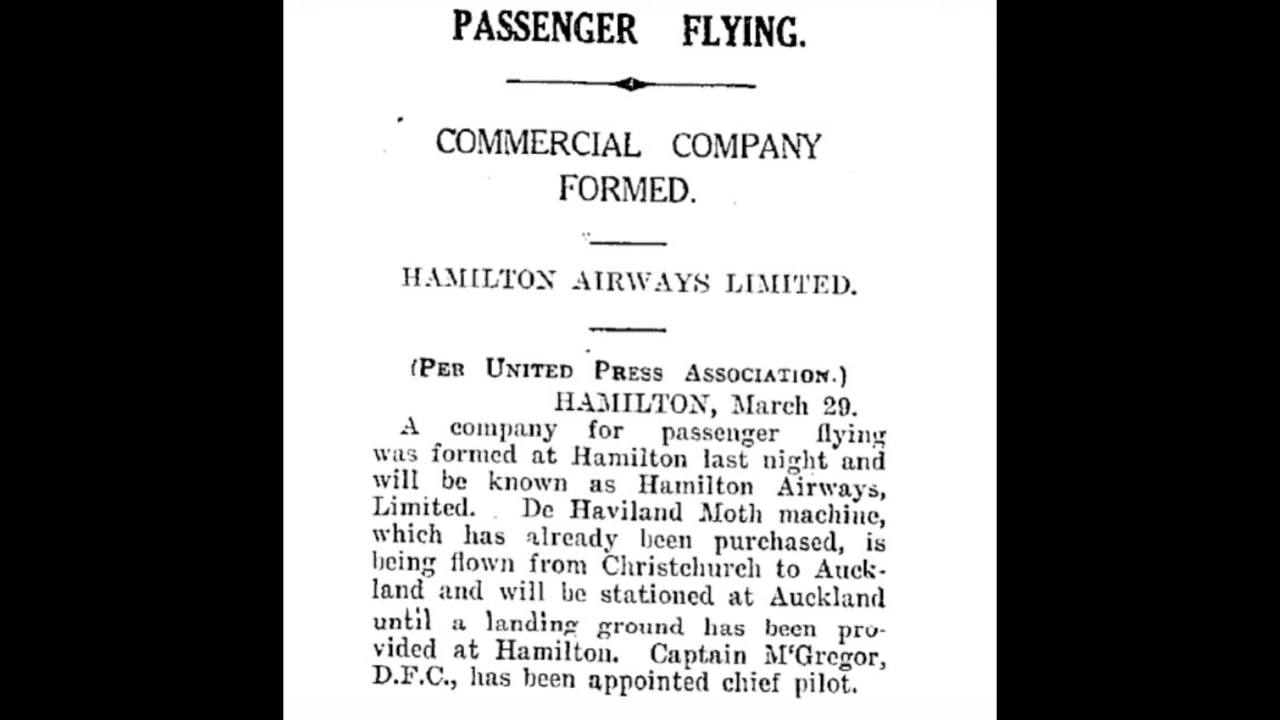 PASSENGER FLYING.
COMMERCIAL COMPANY
FORMED.
HAMILTON AIRWAYS LIMITED.
(PER UNITED PRESS ASSOCIATION.)
HAMILTON, March 29.
A company for passenger flying
was formed at Hamilton last night and
will be known as Hamilton Airways,
Limited. De Haviland Moth machine,
which has already been purchased, is
being flown from Christchurch to Auck-
land and will be stationed at Auckland
until a landing ground has been pro-
vided at Hamilton. Captain M'Gregor,
D.F.C., has been appointed chief pilot.